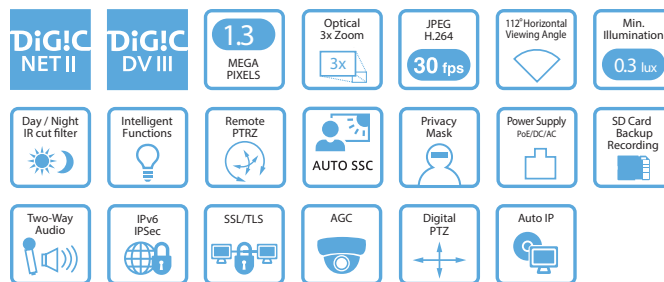 DiG!C
NET II
DiG!C
DV III
1.3
MEGA
PIXELS
Optical
3x Zoom
3x
JPEG
H.264
30 fps
112° Horizontal
Viewing Angle
Min.
Illumination
0.3 lux
Day / Night
IR cut filter
Intelligent
Functions
Remote
PTRZ
AUTO SSC
Privacy
Mask
Power Supply
PoE/DC/AC
SD Card
Backup
Recording
Two-Way
Audio
IPv6
IPSec
SSL/TLS
AGC
Digital
PTZ
Auto IP